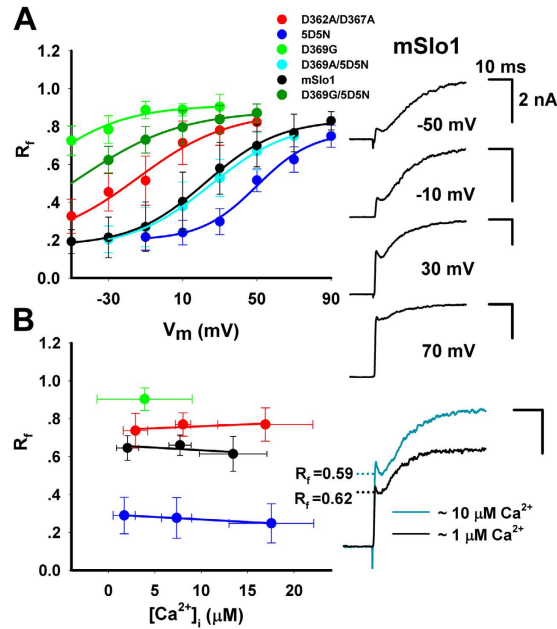 A
D362A/D367A
5D5N
D369G
D369A/5D5N
mSlo1
D369G/5D5N
mSlo1
10 ms
2 nA
-50 mV
-10 mV
30 mV
70 mV
1.2
1.0
.8
.6
.4
.2
0.0
Rf
-30
10
50
90
Vm (mV)
B
1.2
1.0
.8
.6
.4
.2
0.0
Rf
0
5
10
15
20
[Ca2+]i (μM)
Rf=0.59
Rf=0.62
~ 10 μM Ca2+
~ 1 μM Ca2+